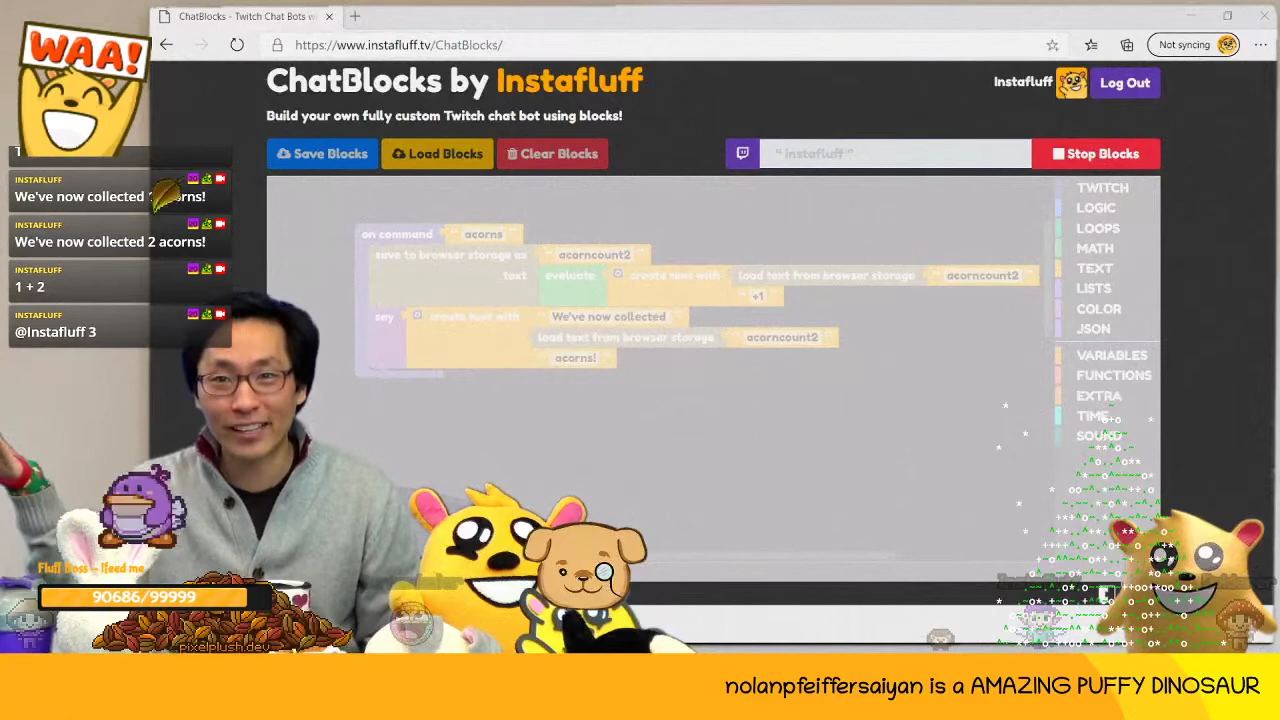 ChatBlocks - Twitch Chat Bots w
https://www.instafluff.tv/ChatBlocks/
Not syncing
WAA!
ChatBlocks by Instafluff
Instafluff
Log Out
Build your own fully custom Twitch chat bot using blocks!
Save Blocks
Load Blocks
Clear Blocks
" instafluff "
Stop Blocks
INSTAFLUFF
We've now collected
INSTAFLUFF
We've now collected 2 acorns!
INSTAFLUFF
1 + 2
INSTAFLUFF
@Instafluff 3
on command " acorns "
save to browser storage as " acorncount2 "
text evaluate create text with load text from browser storage " acorncount2 "
" +1 "
say create text with " We've now collected "
load text from browser storage " acorncount2 "
" acorns! "
TWITCH
LOGIC
LOOPS
MATH
TEXT
LISTS
COLOR
JSON
VARIABLES
FUNCTIONS
EXTRA
TIME
SOUND
Fluff Boss - !feed me
90686/99999
pixelplush.dev
nolanpfeiffersaiyan is a AMAZING PUFFY DINOSAUR